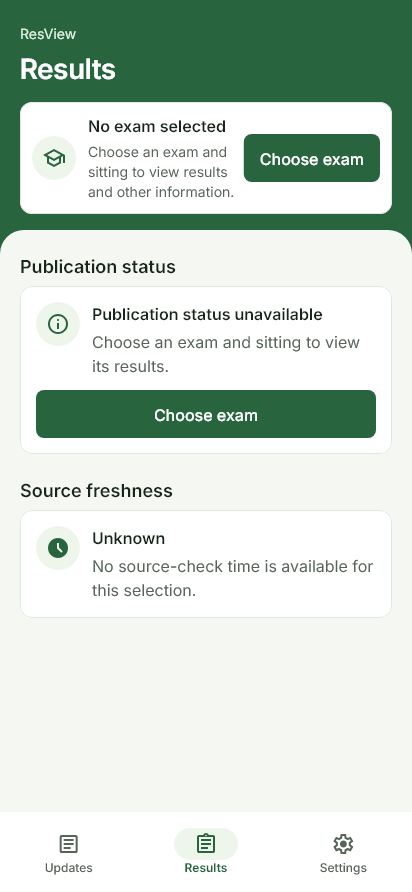 ResView
Results
No exam selected
Choose an exam and
sitting to view results
and other information.
Choose exam
Publication status
Publication status unavailable
Choose an exam and sitting to view
its results.
Choose exam
Source freshness
Unknown
No source-check time is available for
this selection.
Updates
Results
Settings